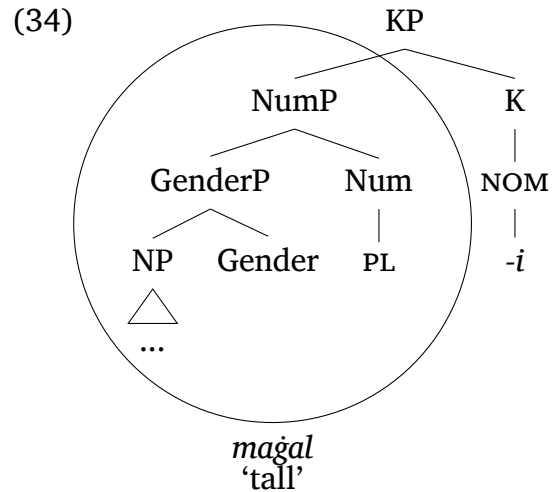 (34) KP
NumP K
GenderP Num NOM
NP Gender PL -i
...
maġal
‘tall’